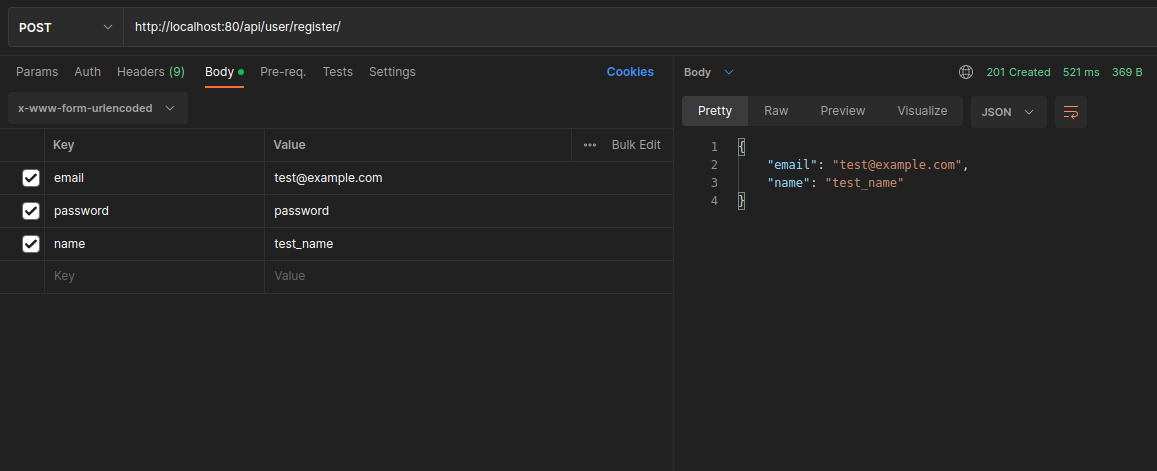 POST http://localhost:80/api/user/register/
Params Auth Headers (9) Body Pre-req. Tests Settings Cookies
x-www-form-urlencoded
Key Value ••• Bulk Edit
email test@example.com
password password
name test_name
Key Value
Body 201 Created 521 ms 369 B
Pretty Raw Preview Visualize JSON
1 {
2 "email": "test@example.com",
3 "name": "test_name"
4 }